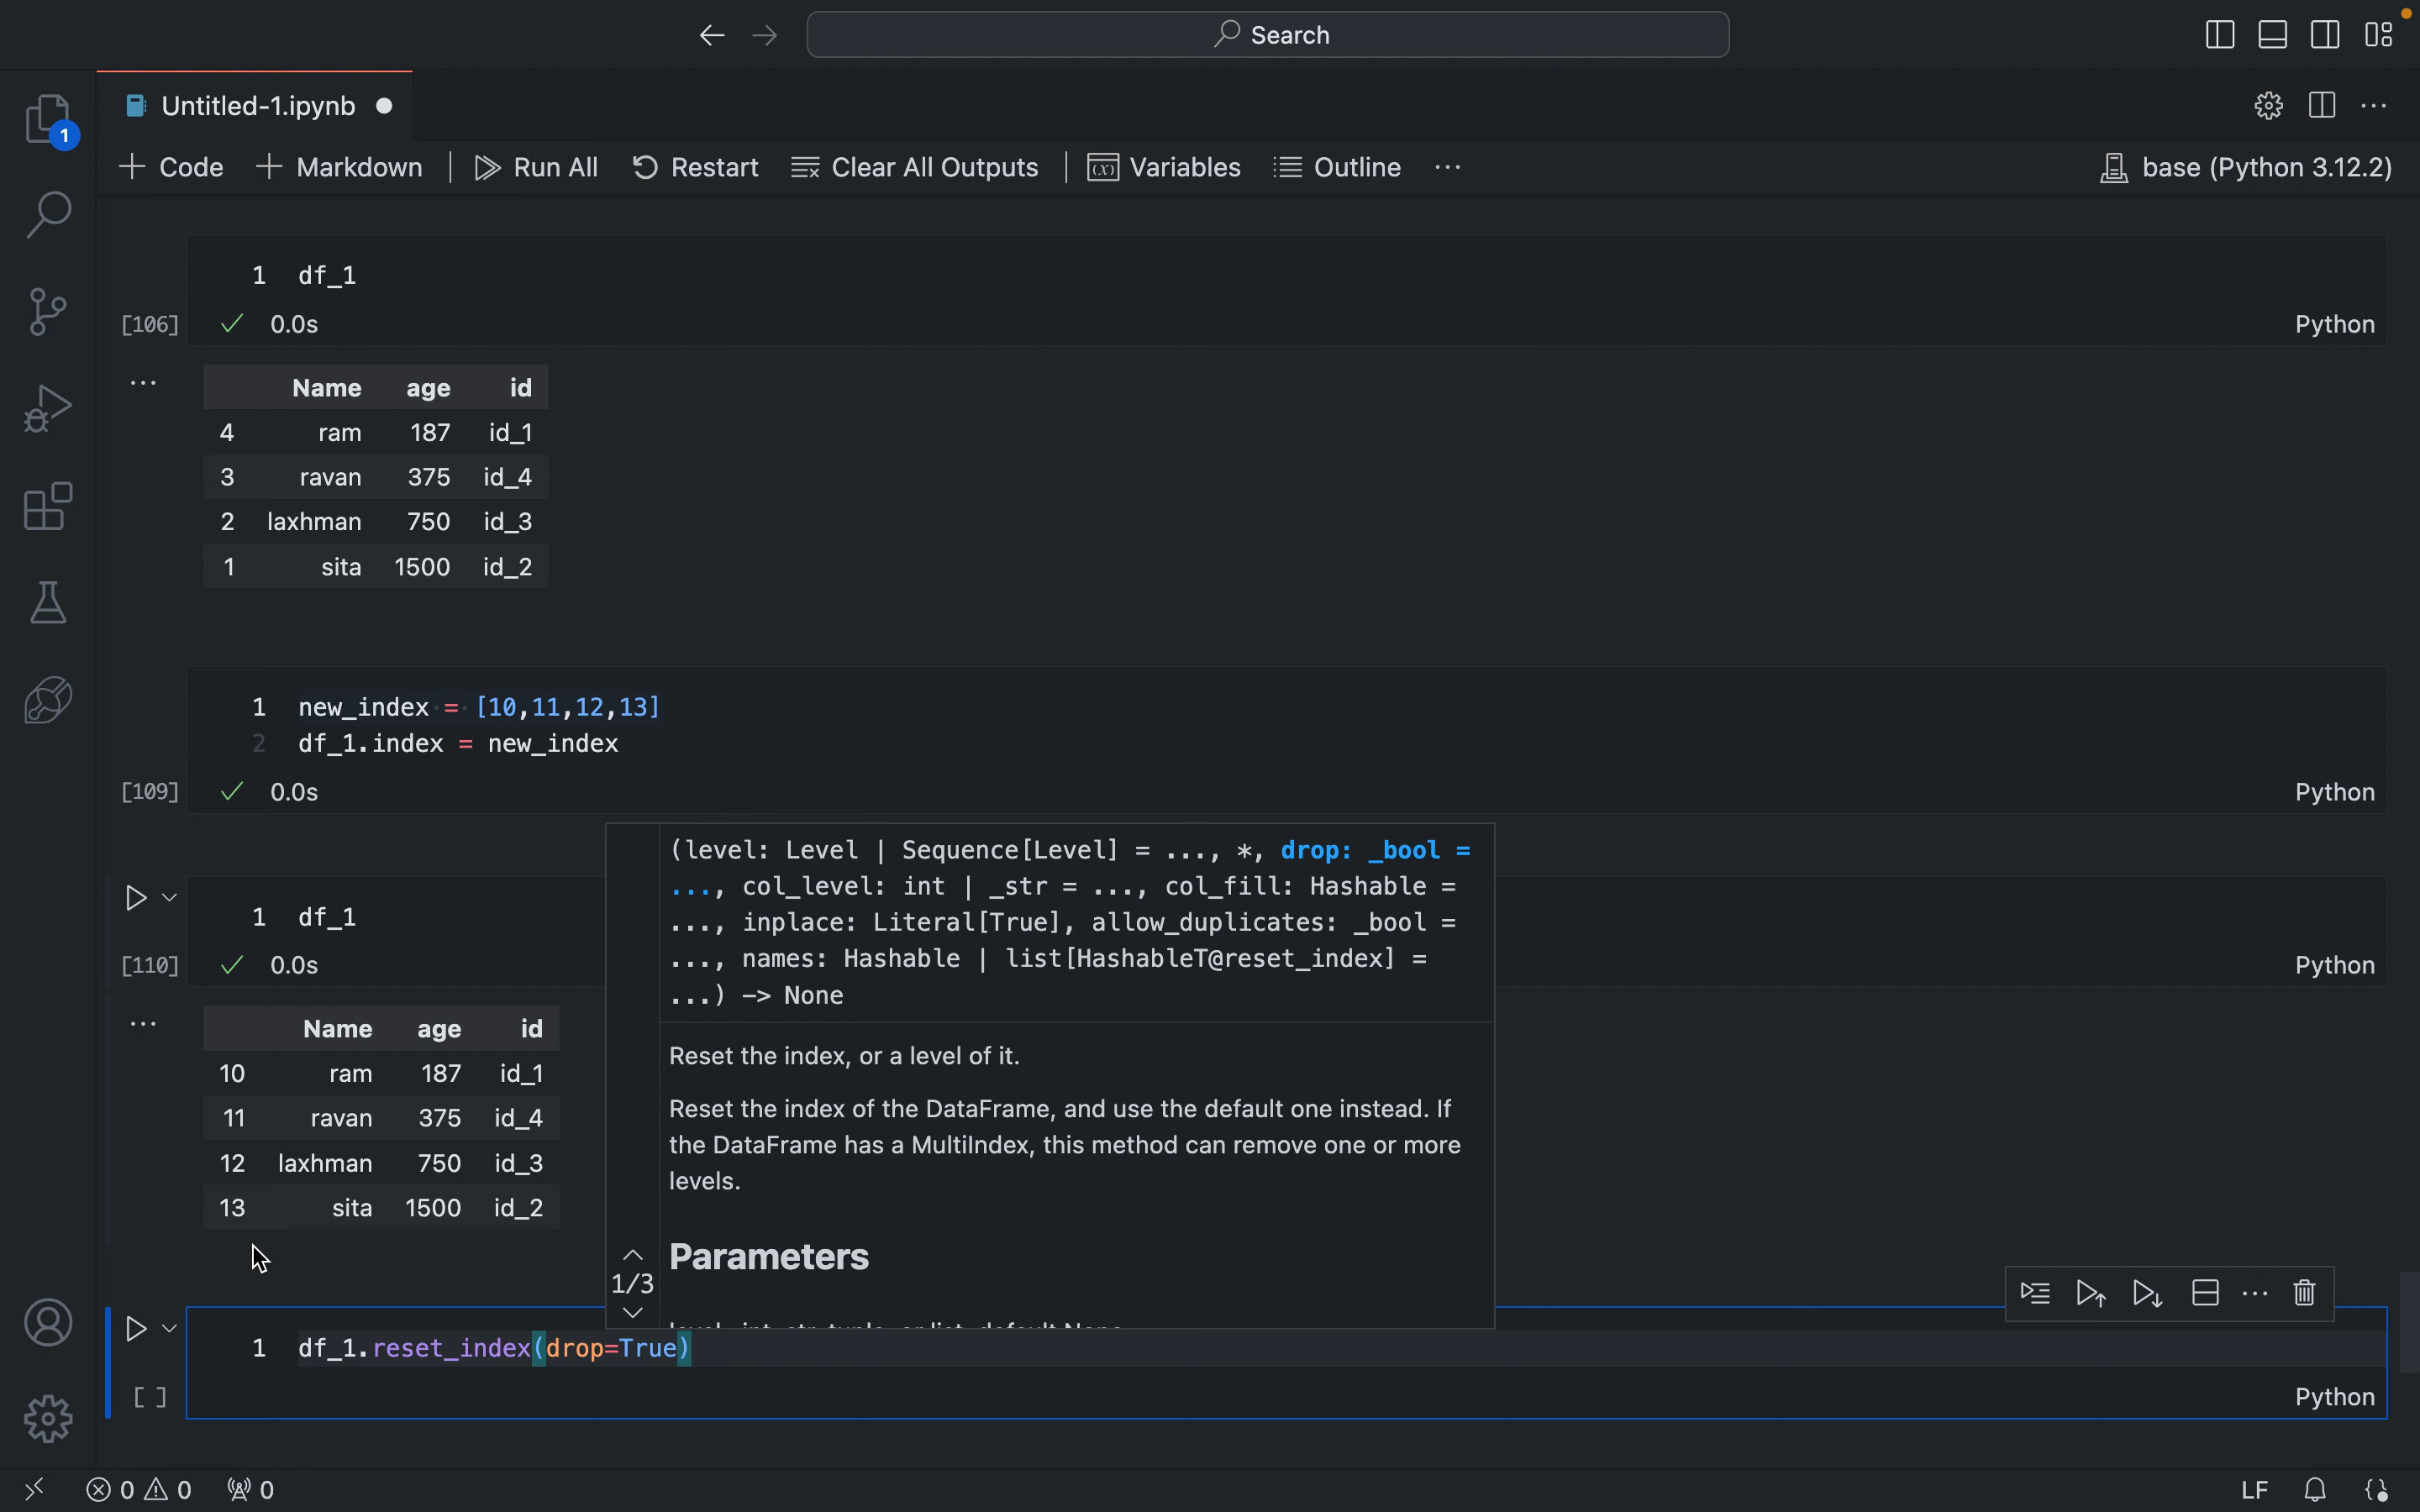 Search
1
Untitled-1.ipynb
Code Markdown Run All Restart Clear All Outputs Variables Outline ... base (Python 3.12.2)
1 df_1
[106] 0.0s Python
... Name age id
4 ram 187 id_1
3 ravan 375 id_4
2 laxhman 750 id_3
1 sita 1500 id_2
1 new_index = [10,11,12,13]
2 df_1.index = new_index
[109] 0.0s Python
1 df_1
[110] 0.0s Python
... Name age id
10 ram 187 id_1
11 ravan 375 id_4
12 laxhman 750 id_3
13 sita 1500 id_2
(level: Level | Sequence[Level] = ..., *, drop: _bool =
..., col_level: int | _str = ..., col_fill: Hashable =
..., inplace: Literal[True], allow_duplicates: _bool =
..., names: Hashable | list[HashableT@reset_index] =
...) -> None
Reset the index, or a level of it.
Reset the index of the DataFrame, and use the default one instead. If
the DataFrame has a MultiIndex, this method can remove one or more
levels.
Parameters
1/3
1 df_1.reset_index(drop=True)
[ ] Python
0 0 0 LF